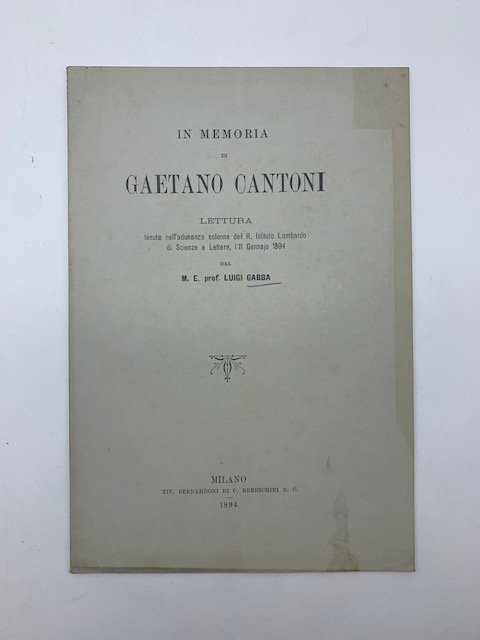 IN MEMORIA
DI
GAETANO CANTONI
LETTURA
tenuta nell'adunanza solenne del R. Istituto Lombardo
di Scienze e Lettere, l'11 Gennajo 1894
DAL
M. E. prof. LUIGI GABBA
MILANO
TIP. BERNARDONI DI C. REBESCHINI E C.
1894.